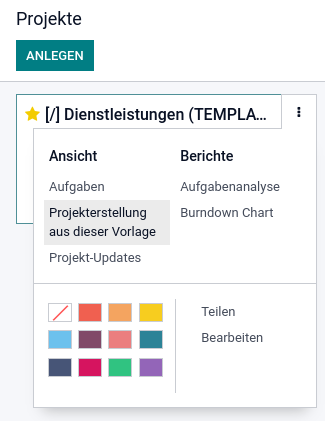 Projekte
ANLEGEN
[/] Dienstleistungen (TEMPLA...
Ansicht
Berichte
Aufgaben
Aufgabenanalyse
Projekterstellung
aus dieser Vorlage
Burndown Chart
Projekt-Updates
Teilen
Bearbeiten